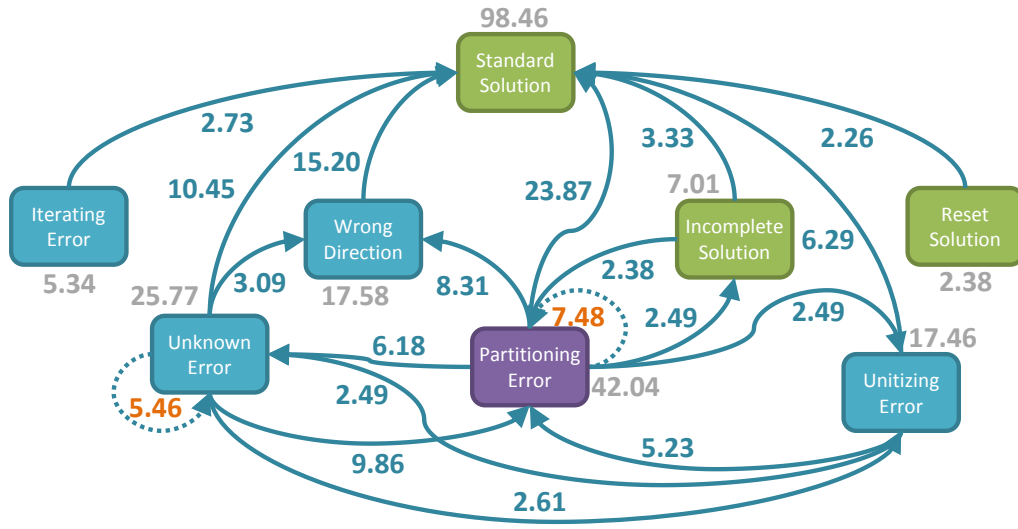 98.46
Standard
Solution
2.73
15.20
3.33
2.26
10.45
23.87
7.01
Iterating
Error
Wrong
Direction
Incomplete
Solution
Reset
Solution
6.29
5.34
25.77
3.09
17.58
8.31
2.38
2.38
7.48
2.49
2.49
17.46
Unknown
Error
6.18
Partitioning
Error
42.04
Unitizing
Error
5.46
2.49
9.86
5.23
2.61